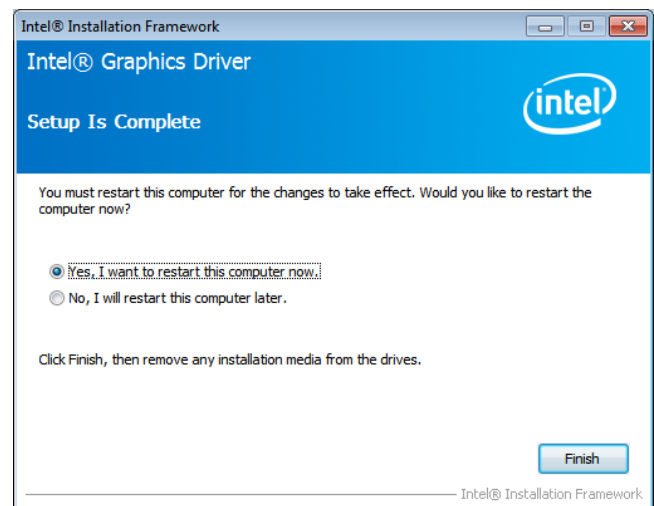 Intel® Installation Framework
Intel® Graphics Driver
intel
Setup Is Complete
You must restart this computer for the changes to take effect. Would you like to restart the
computer now?
Yes, I want to restart this computer now.
No, I will restart this computer later.
Click Finish, then remove any installation media from the drives.
Finish
Intel® Installation Framework